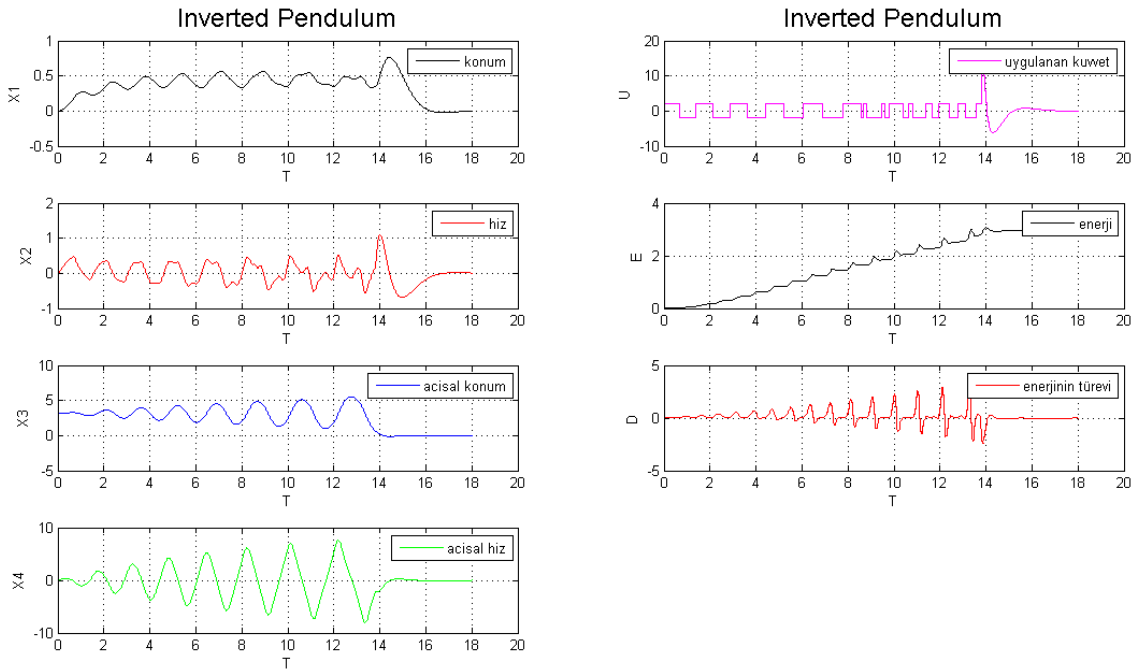 Inverted Pendulum
1
0.5
0
-0.5
X1
konum
0 2 4 6 8 10 12 14 16 18 20
T
2
1
0
-1
X2
hiz
0 2 4 6 8 10 12 14 16 18 20
T
10
5
0
-5
X3
acisal konum
0 2 4 6 8 10 12 14 16 18 20
T
10
0
-10
X4
acisal hiz
0 2 4 6 8 10 12 14 16 18 20
T
Inverted Pendulum
20
10
0
-10
U
uygulanan kuvvet
0 2 4 6 8 10 12 14 16 18 20
T
4
2
0
E
enerji
0 2 4 6 8 10 12 14 16 18 20
T
5
0
-5
D
enerjinin türevi
0 2 4 6 8 10 12 14 16 18 20
T